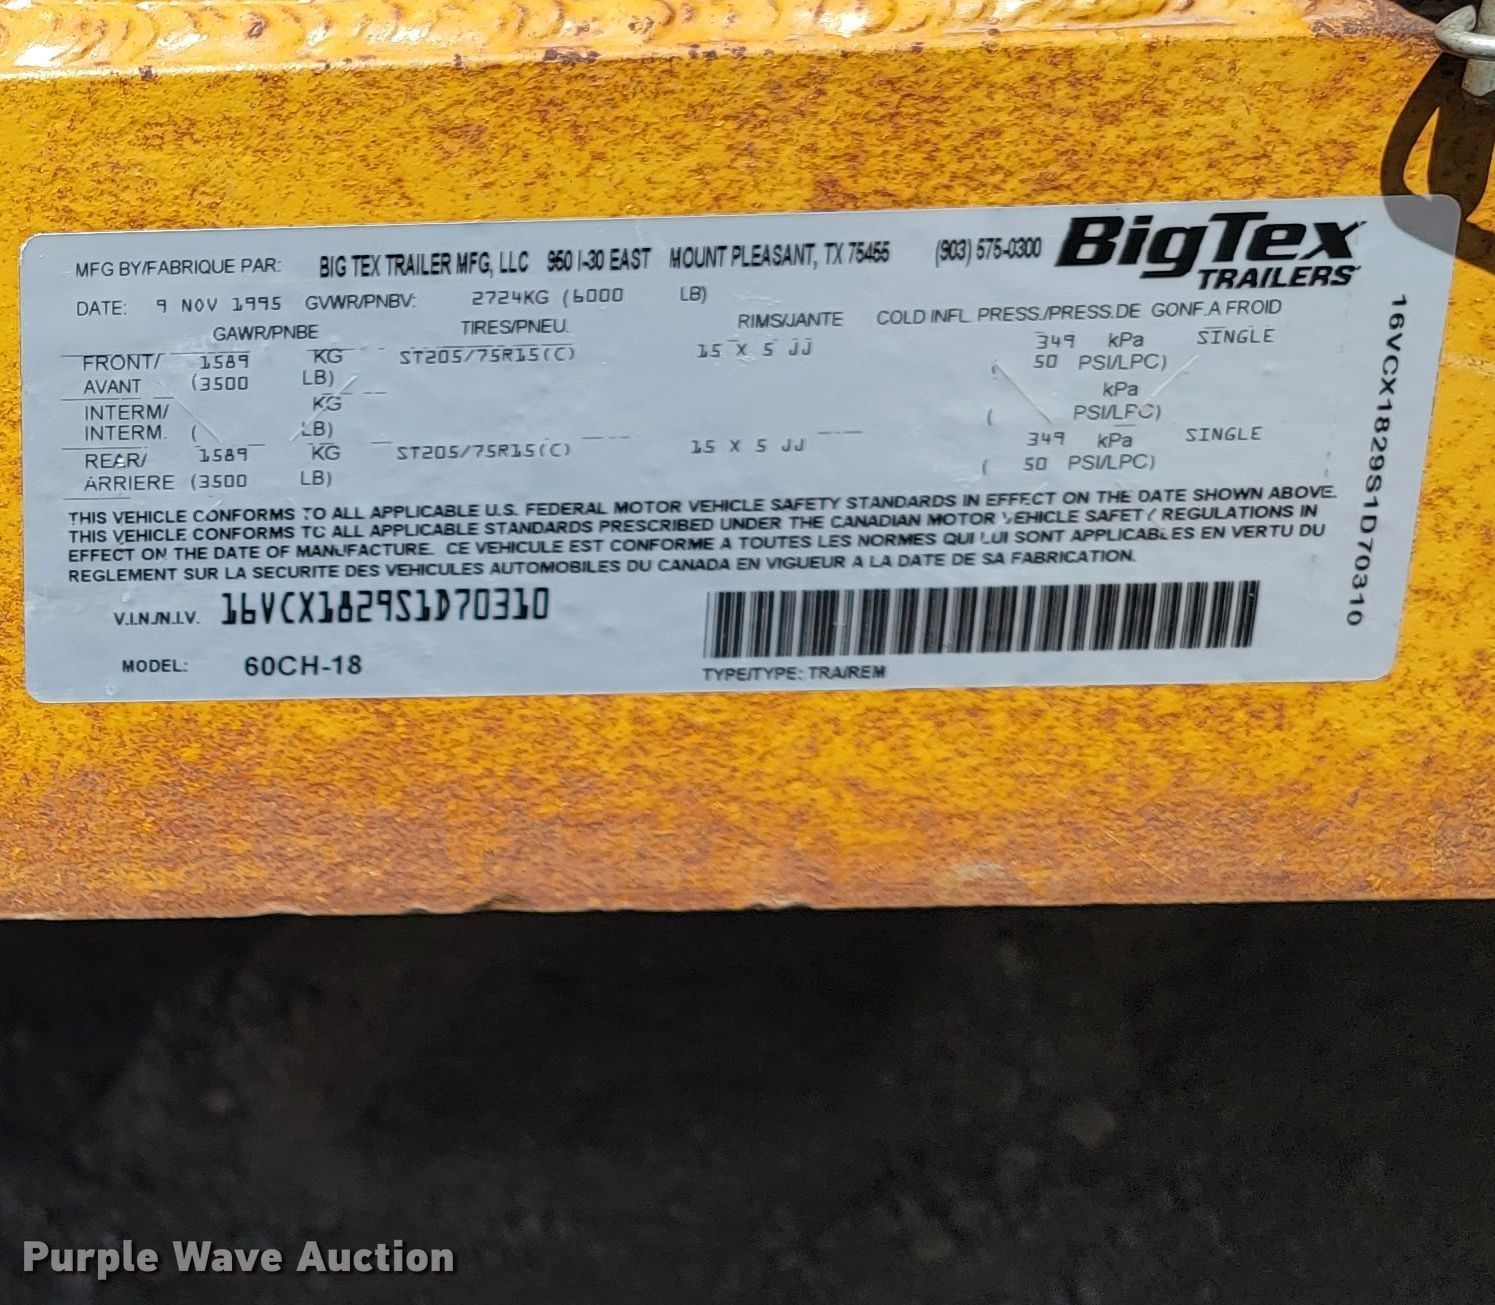 MFG BY/FABRIQUE PAR: BIG TEX TRAILER MFG, LLC 950 I-30 EAST MOUNT PLEASANT, TX 75455 (903) 575-0300 BigTex TRAILERS
DATE: 9 NOV 1995 GVWR/PNBV: 2724KG (6000 LB)
GAWR/PNBE TIRES/PNEU. RIMS/JANTE COLD INFL. PRESS./PRESS.DE GONF.A FROID
FRONT/ 1589 KG ST205/75R15(C) 15 X 5 JJ 349 kPa SINGLE
AVANT (3500 LB) ( 50 PSI/LPC)
INTERM/ KG kPa
INTERM. ( LB) ( PSI/LPC)
REAR/ 1589 KG ST205/75R15(C) 15 X 5 JJ 349 kPa SINGLE
ARRIERE (3500 LB) ( 50 PSI/LPC)
THIS VEHICLE CONFORMS TO ALL APPLICABLE U.S. FEDERAL MOTOR VEHICLE SAFETY STANDARDS IN EFFECT ON THE DATE SHOWN ABOVE.
THIS VEHICLE CONFORMS TO ALL APPLICABLE STANDARDS PRESCRIBED UNDER THE CANADIAN MOTOR VEHICLE SAFETY REGULATIONS IN
EFFECT ON THE DATE OF MANUFACTURE. CE VEHICULE EST CONFORME A TOUTES LES NORMES QUI LUI SONT APPLICABLES EN VERTU DU
REGLEMENT SUR LA SECURITE DES VEHICULES AUTOMOBILES DU CANADA EN VIGUEUR A LA DATE DE SA FABRICATION.
V.I.N./N.I.V. 16VCX1829S1D70310
MODEL: 60CH-18 TYPE/TYPE: TRA/REM
16VCX1829S1D70310
Purple Wave Auction